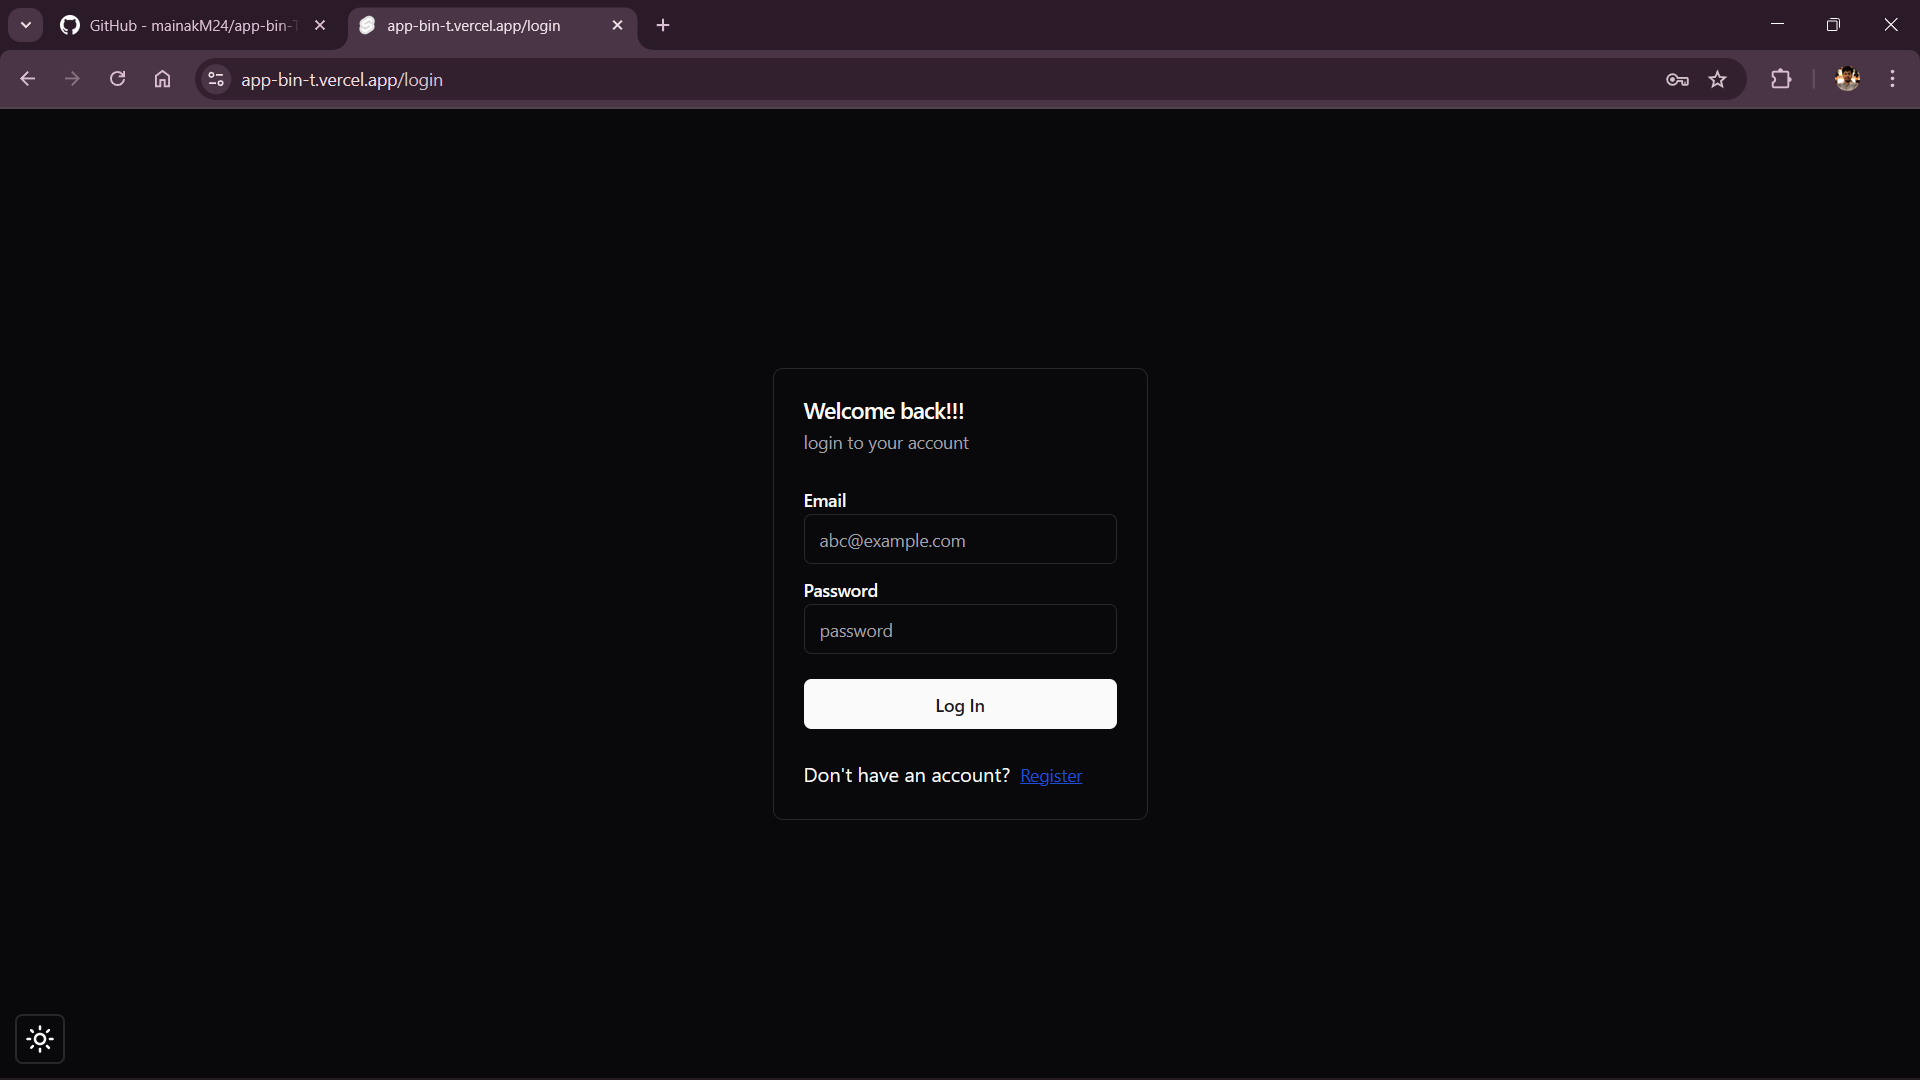 GitHub - mainakM24/app-bin-T
app-bin-t.vercel.app/login
app-bin-t.vercel.app/login
Welcome back!!!
login to your account
Email
abc@example.com
Password
password
Log In
Don't have an account? Register